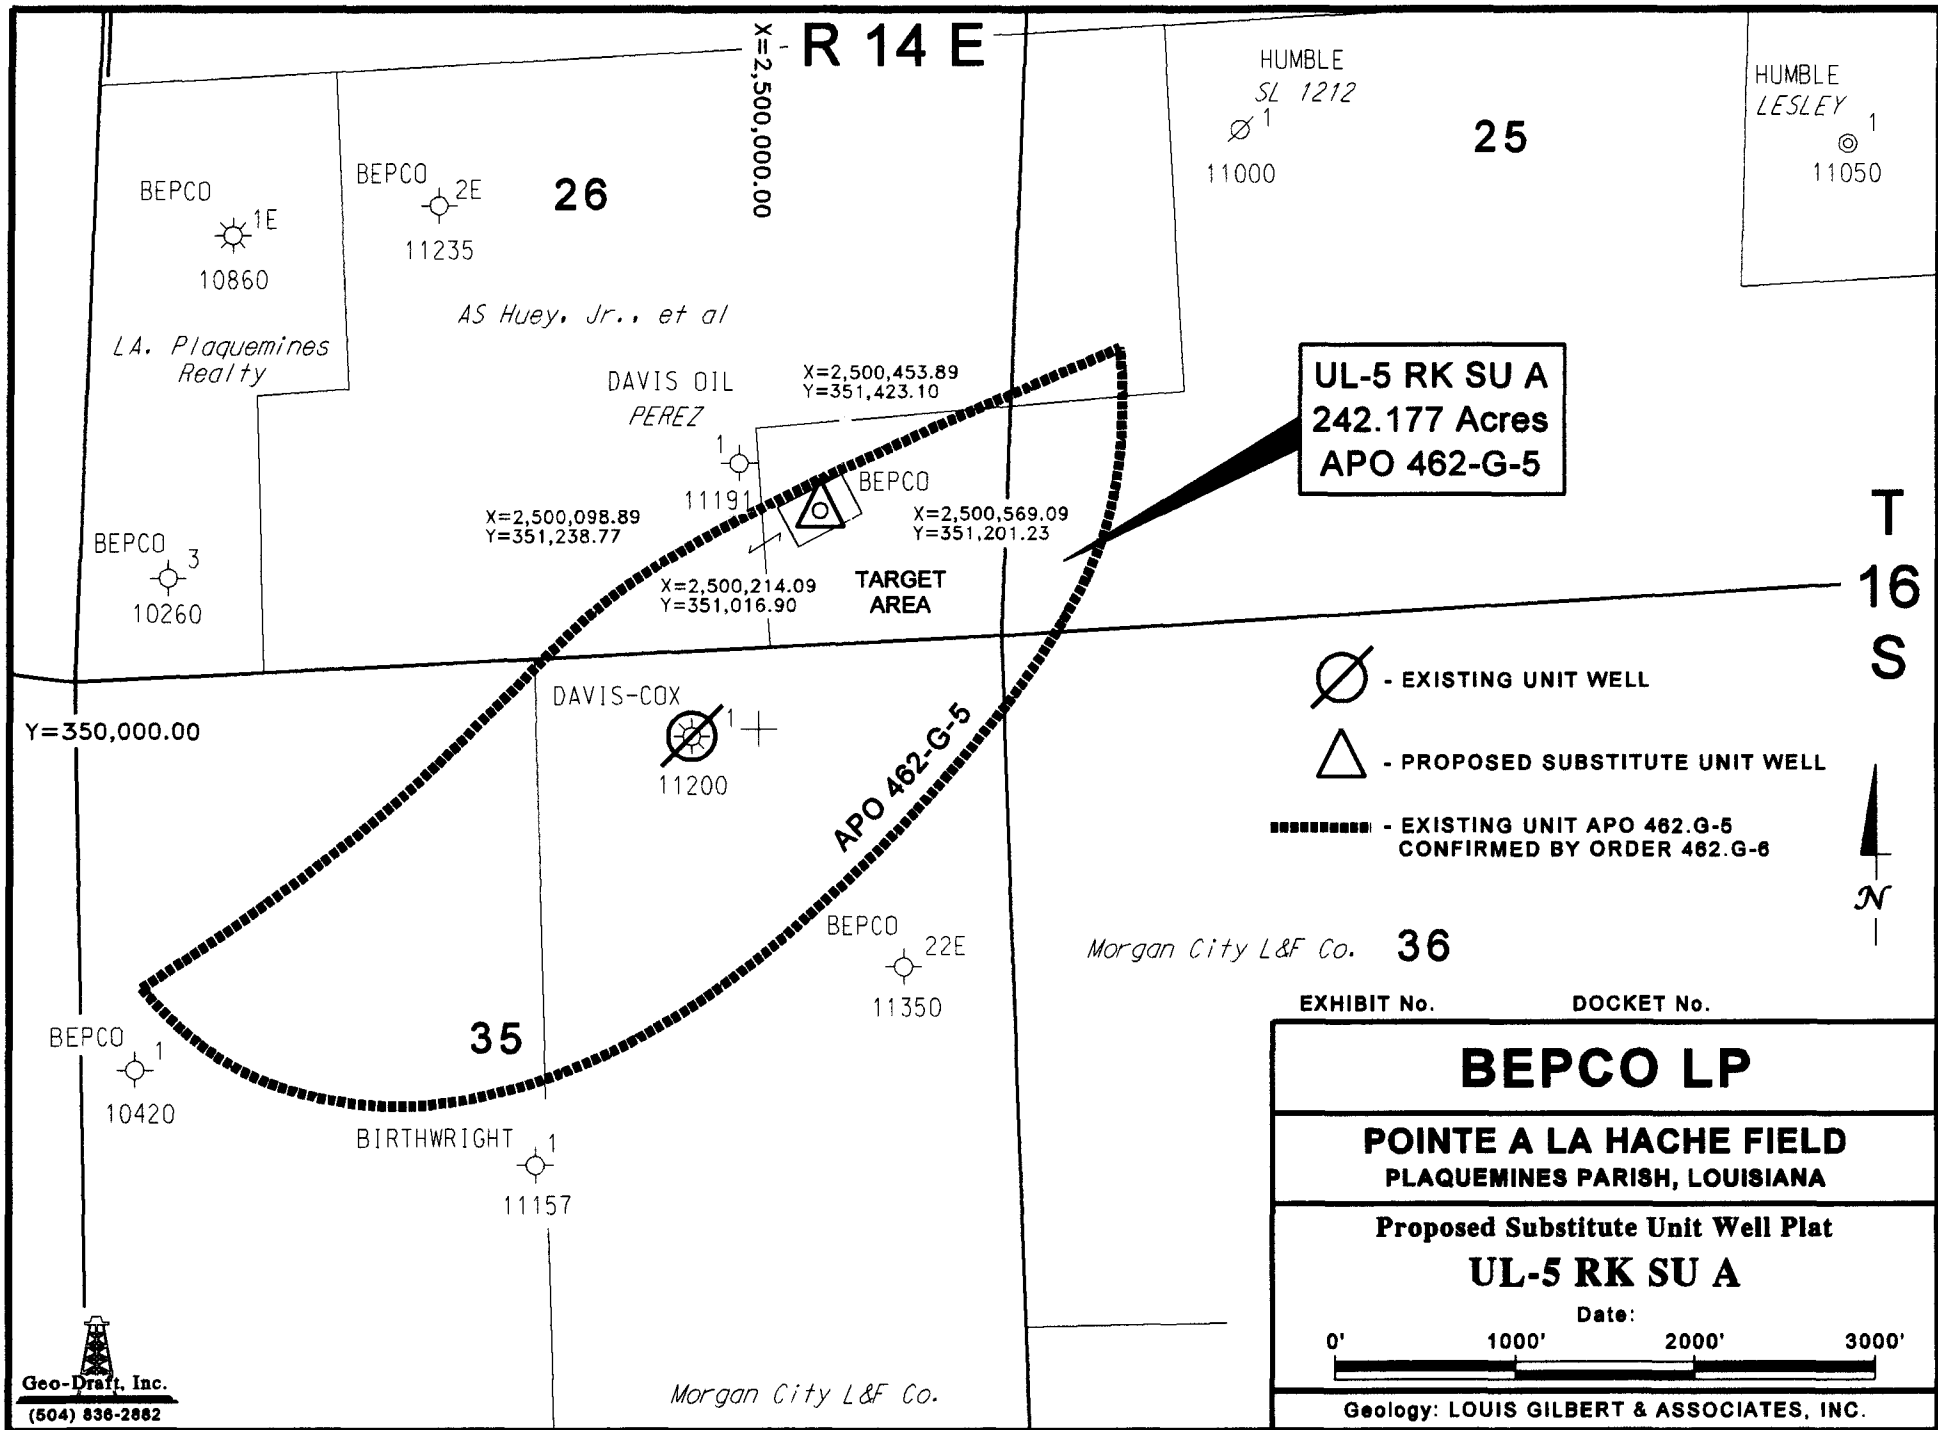 R 14 E
X=2,500,000.00
HUMBLE
SL 1212
1
11000
25
HUMBLE
LESLEY
1
11050
BEPCO
1E
10860
BEPCO
2E
11235
26
AS Huey, Jr., et al
LA. Plaquemines
Realty
DAVIS OIL
PEREZ
1
11191
X=2,500,453.89
Y=351,423.10
UL-5 RK SU A
242.177 Acres
APO 462-G-5
BEPCO
X=2,500,098.89
Y=351,238.77
X=2,500,569.09
Y=351,201.23
X=2,500,214.09
Y=351,016.90
TARGET
AREA
BEPCO
3
10260
T
16
S
Y=350,000.00
DAVIS-COX
1
11200
APO 462-G-5
- EXISTING UNIT WELL
- PROPOSED SUBSTITUTE UNIT WELL
- EXISTING UNIT APO 462.G-5
CONFIRMED BY ORDER 462.G-6
N
BEPCO
22E
11350
Morgan City L&F Co.
36
35
BEPCO
1
10420
BIRTHWRIGHT
1
11157
Morgan City L&F Co.
EXHIBIT No. DOCKET No.
BEPCO LP
POINTE A LA HACHE FIELD
PLAQUEMINES PARISH, LOUISIANA
Proposed Substitute Unit Well Plat
UL-5 RK SU A
Date:
0' 1000' 2000' 3000'
Geology: LOUIS GILBERT & ASSOCIATES, INC.
Geo-Draft, Inc.
(504) 836-2882